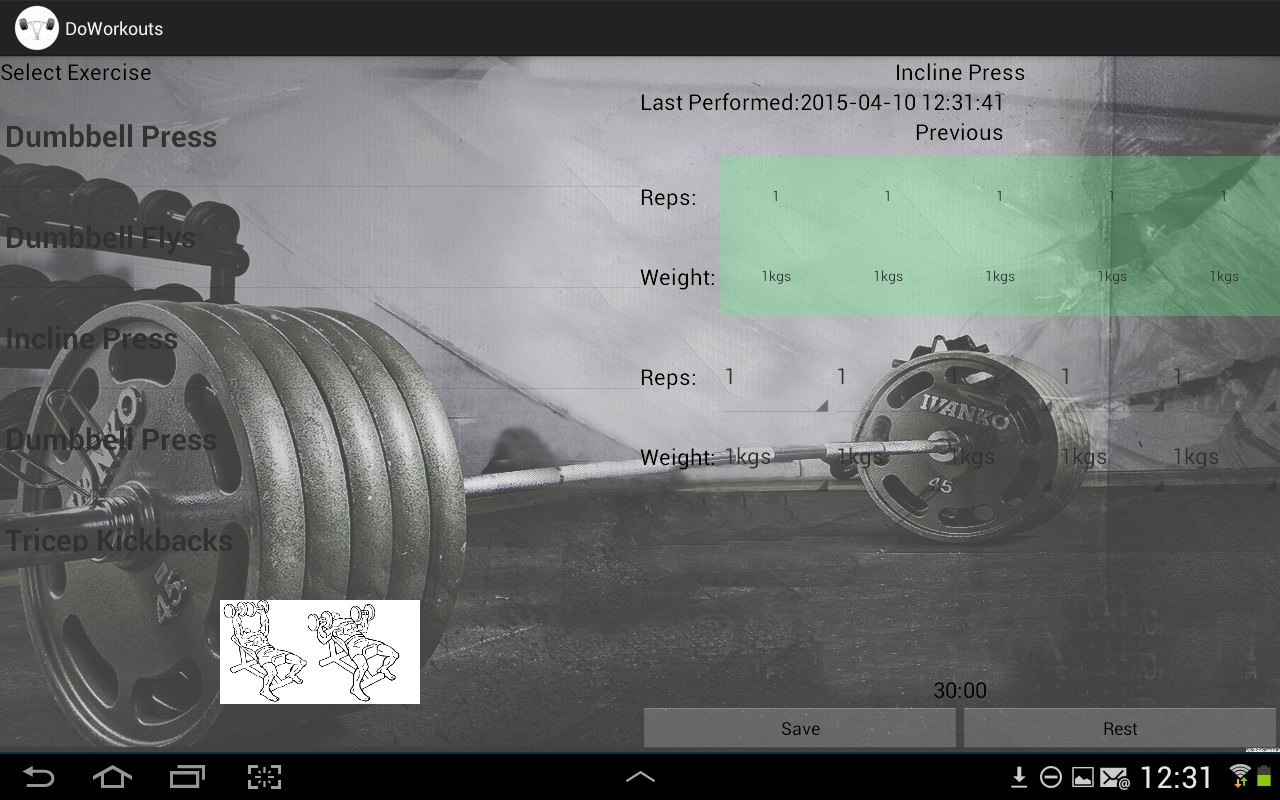 DoWorkouts
Select Exercise
Dumbbell Press
Dumbbell Flys
Incline Press
Dumbbell Press
Tricep Kickbacks
Incline Press
Last Performed:2015-04-10 12:31:41
Previous
Reps: 1 1 1 1 1
Weight: 1kgs 1kgs 1kgs 1kgs 1kgs
Reps: 1 1 1 1 1
Weight: 1kgs 1kgs 1kgs 1kgs 1kgs
IVANKO
45
45
30:00
Save Rest
12:31